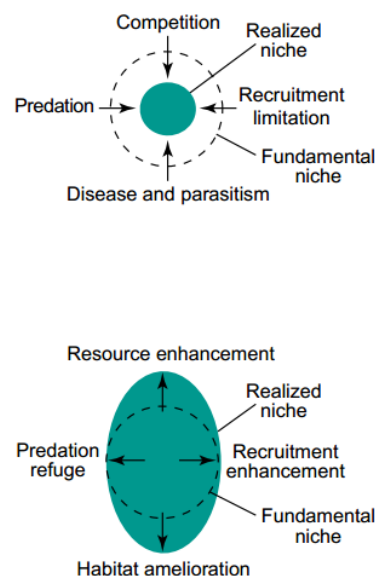 Competition
Realized
niche
Predation
Recruitment
limitation
Fundamental
niche
Disease and parasitism
Resource enhancement
Realized
niche
Predation
refuge
Recruitment
enhancement
Fundamental
niche
Habitat amelioration